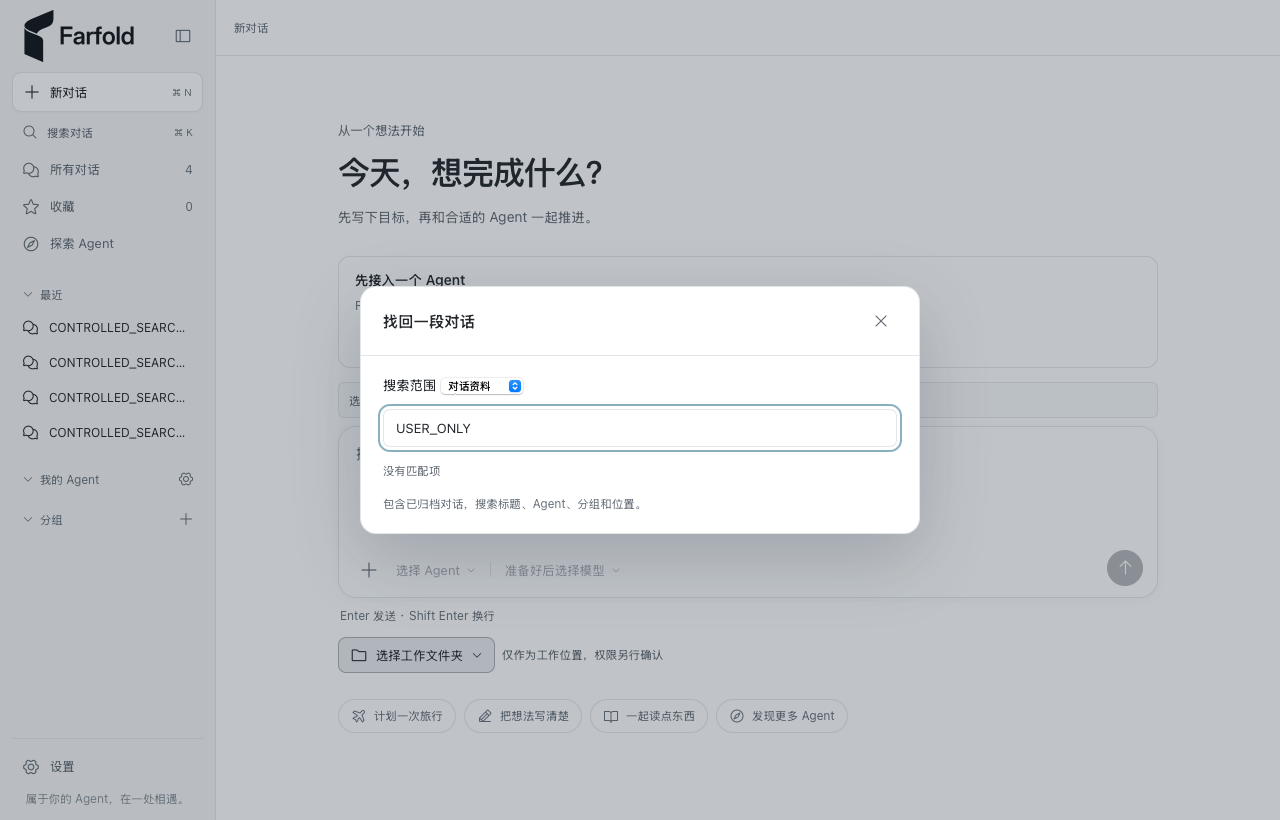 Farfold
新对话 ⌘ N
搜索对话 ⌘ K
所有对话 4
收藏 0
探索 Agent
最近
CONTROLLED_SEARC...
CONTROLLED_SEARC...
CONTROLLED_SEARC...
CONTROLLED_SEARC...
我的 Agent
分组
设置
属于你的 Agent，在一处相遇。
新对话
从一个想法开始
今天，想完成什么？
先写下目标，再和合适的 Agent 一起推进。
先接入一个 Agent
找回一段对话
搜索范围 对话资料
USER_ONLY
没有匹配项
包含已归档对话，搜索标题、Agent、分组和位置。
选择 Agent 准备好后选择模型
Enter 发送 · Shift Enter 换行
选择工作文件夹 仅作为工作位置，权限另行确认
计划一次旅行 把想法写清楚 一起读点东西 发现更多 Agent